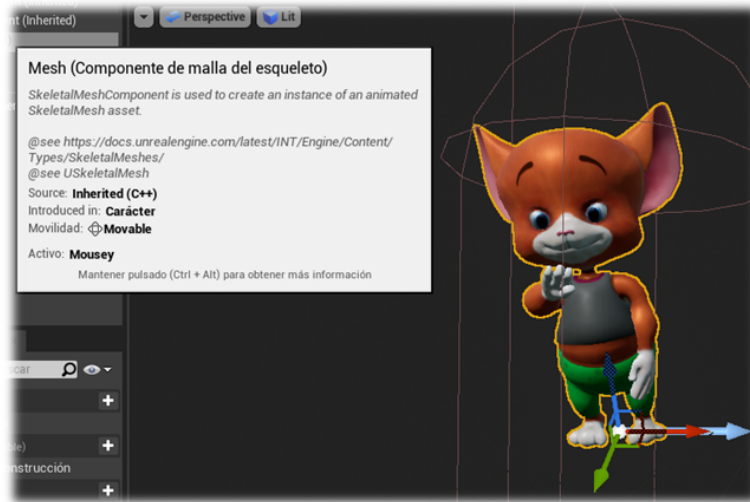 nt (Inherited)
Perspective
Lit
Mesh (Componente de malla del esqueleto)
SkeletalMeshComponent is used to create an instance of an animated
SkeletalMesh asset.
@see https://docs.unrealengine.com/latest/INT/Engine/Content/
Types/SkeletalMeshes/
@see USkeletalMesh
Source: Inherited (C++)
Introduced in: Carácter
Movilidad: Movable
Activo: Mousey
Mantener pulsado (Ctrl + Alt) para obtener más información
car
ble)
onstrucción